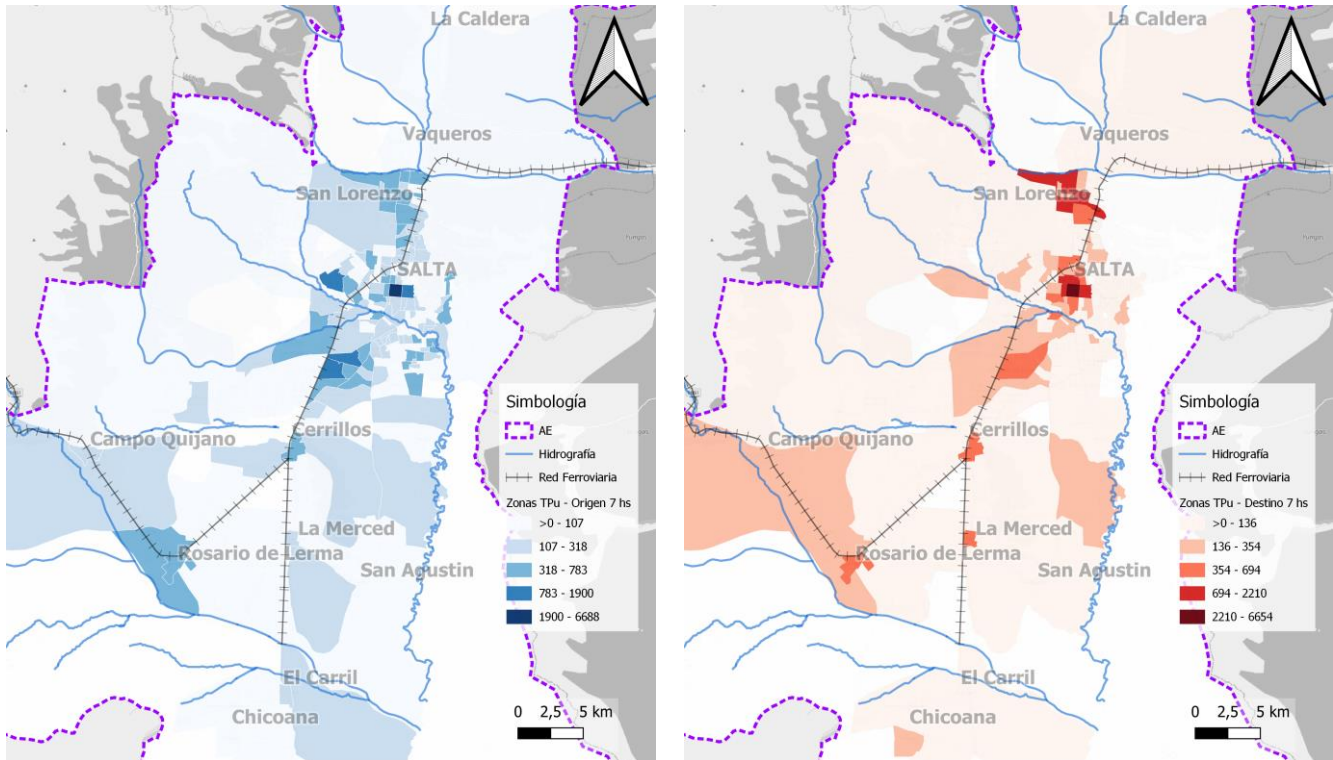 La Caldera
Vaqueros
San Lorenzo
SALTA
Campo Quijano
Cerrillos
La Merced
Rosario de Lerma
San Agustin
El Carril
Chicoana
Simbología
AE
Hidrografía
Red Ferroviaria
Zonas TPu - Origen 7 hs
>0 - 107
107 - 318
318 - 783
783 - 1900
1900 - 6688
0 2,5 5 km
La Caldera
Vaqueros
San Lorenzo
SALTA
Campo Quijano
Cerrillos
La Merced
Rosario de Lerma
San Agustin
El Carril
Chicoana
Simbología
AE
Hidrografía
Red Ferroviaria
Zonas TPu - Destino 7 hs
>0 - 136
136 - 354
354 - 694
694 - 2210
2210 - 6654
0 2,5 5 km